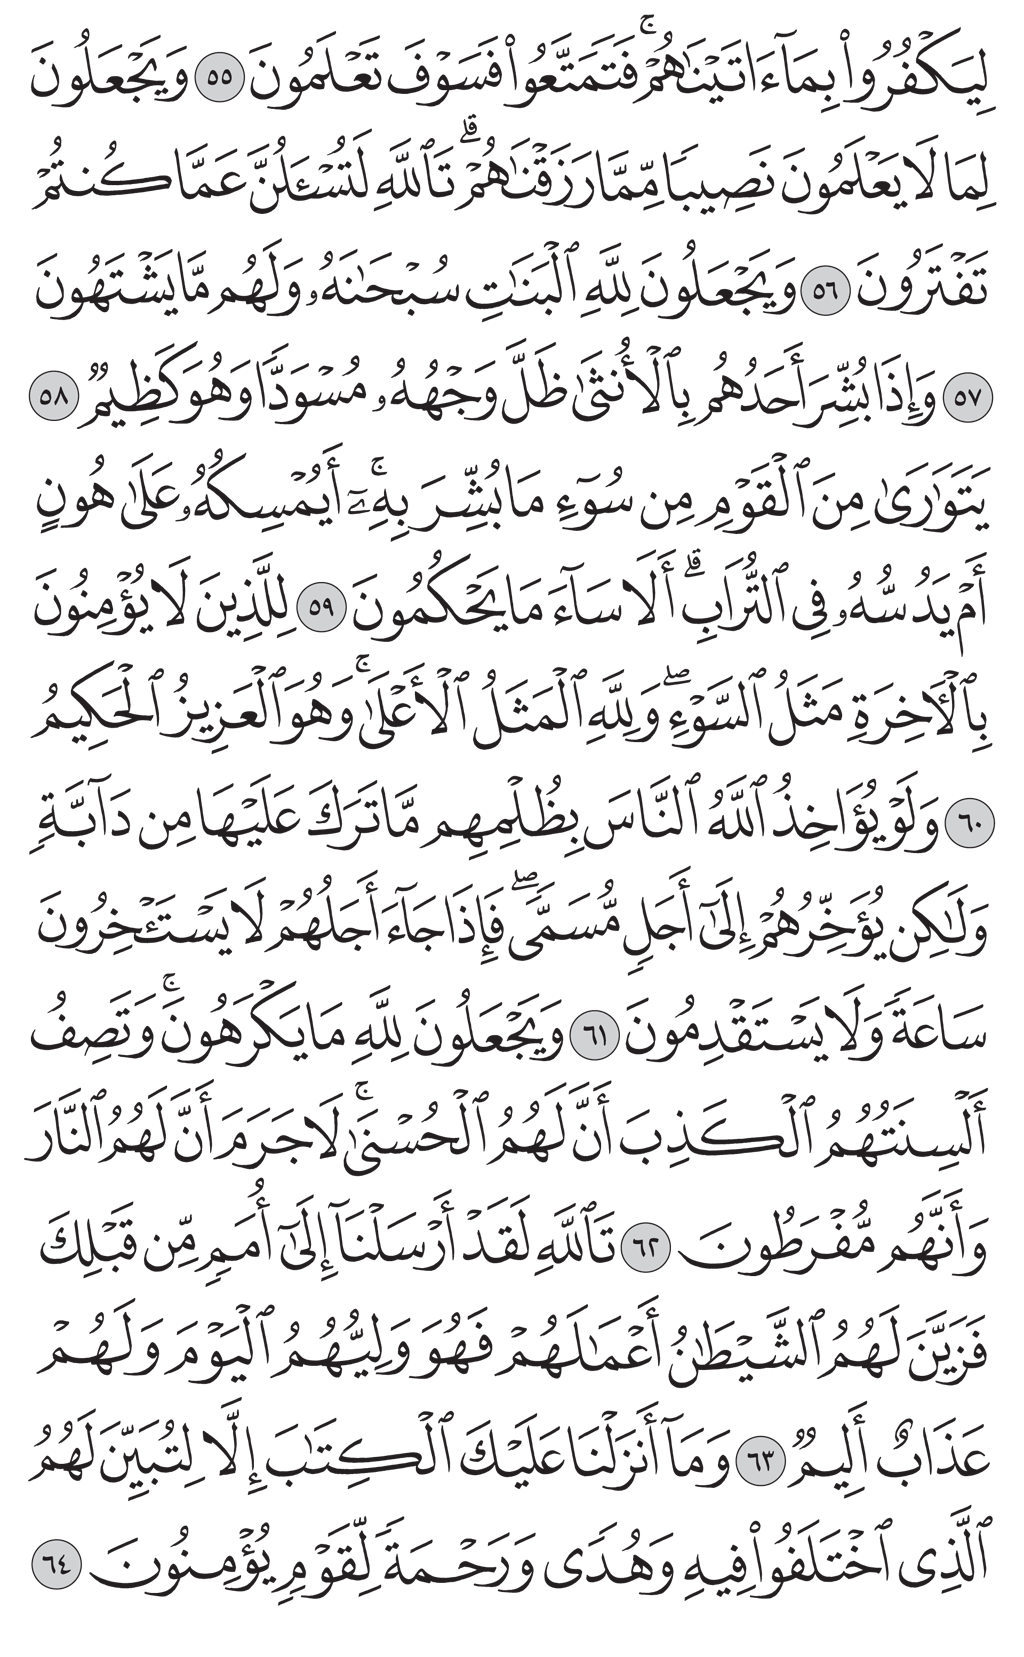 لِيَكْفُرُوا۟ بِمَآ ءَاتَيْنَـٰهُمْ ۚ فَتَمَتَّعُوا۟ فَسَوْفَ تَعْلَمُونَ ٥٥ وَيَجْعَلُونَ
لِمَا لَا يَعْلَمُونَ نَصِيبًا مِّمَّا رَزَقْنَـٰهُمْ ۗ تَٱللَّهِ لَتُسْـَٔلُنَّ عَمَّا كُنتُمْ
تَفْتَرُونَ ٥٦ وَيَجْعَلُونَ لِلَّهِ ٱلْبَنَـٰتِ سُبْحَـٰنَهُۥ وَلَهُم مَّا يَشْتَهُونَ
٥٧ وَإِذَا بُشِّرَ أَحَدُهُم بِٱلْأُنثَىٰ ظَلَّ وَجْهُهُۥ مُسْوَدًّا وَهُوَ كَظِيمٌ ٥٨
يَتَوَٰرَىٰ مِنَ ٱلْقَوْمِ مِن سُوٓءِ مَا بُشِّرَ بِهِۦٓ ۚ أَيُمْسِكُهُۥ عَلَىٰ هُونٍ
أَمْ يَدُسُّهُۥ فِى ٱلتُّرَابِ ۗ أَلَا سَآءَ مَا يَحْكُمُونَ ٥٩ لِلَّذِينَ لَا يُؤْمِنُونَ
بِٱلْـَٔاخِرَةِ مَثَلُ ٱلسَّوْءِ ۖ وَلِلَّهِ ٱلْمَثَلُ ٱلْأَعْلَىٰ ۚ وَهُوَ ٱلْعَزِيزُ ٱلْحَكِيمُ
٦٠ وَلَوْ يُؤَاخِذُ ٱللَّهُ ٱلنَّاسَ بِظُلْمِهِم مَّا تَرَكَ عَلَيْهَا مِن دَآبَّةٍ
وَلَـٰكِن يُؤَخِّرُهُمْ إِلَىٰٓ أَجَلٍ مُّسَمًّى ۖ فَإِذَا جَآءَ أَجَلُهُمْ لَا يَسْتَـْٔخِرُونَ
سَاعَةً وَلَا يَسْتَقْدِمُونَ ٦١ وَيَجْعَلُونَ لِلَّهِ مَا يَكْرَهُونَ ۚ وَتَصِفُ
أَلْسِنَتُهُمُ ٱلْكَذِبَ أَنَّ لَهُمُ ٱلْحُسْنَىٰ ۚ لَا جَرَمَ أَنَّ لَهُمُ ٱلنَّارَ
وَأَنَّهُم مُّفْرَطُونَ ٦٢ تَٱللَّهِ لَقَدْ أَرْسَلْنَآ إِلَىٰٓ أُمَمٍ مِّن قَبْلِكَ
فَزَيَّنَ لَهُمُ ٱلشَّيْطَـٰنُ أَعْمَـٰلَهُمْ فَهُوَ وَلِيُّهُمُ ٱلْيَوْمَ وَلَهُمْ
عَذَابٌ أَلِيمٌ ٦٣ وَمَآ أَنزَلْنَا عَلَيْكَ ٱلْكِتَـٰبَ إِلَّا لِتُبَيِّنَ لَهُمُ
ٱلَّذِى ٱخْتَلَفُوا۟ فِيهِ وَهُدًى وَرَحْمَةً لِّقَوْمٍ يُؤْمِنُونَ ٦٤